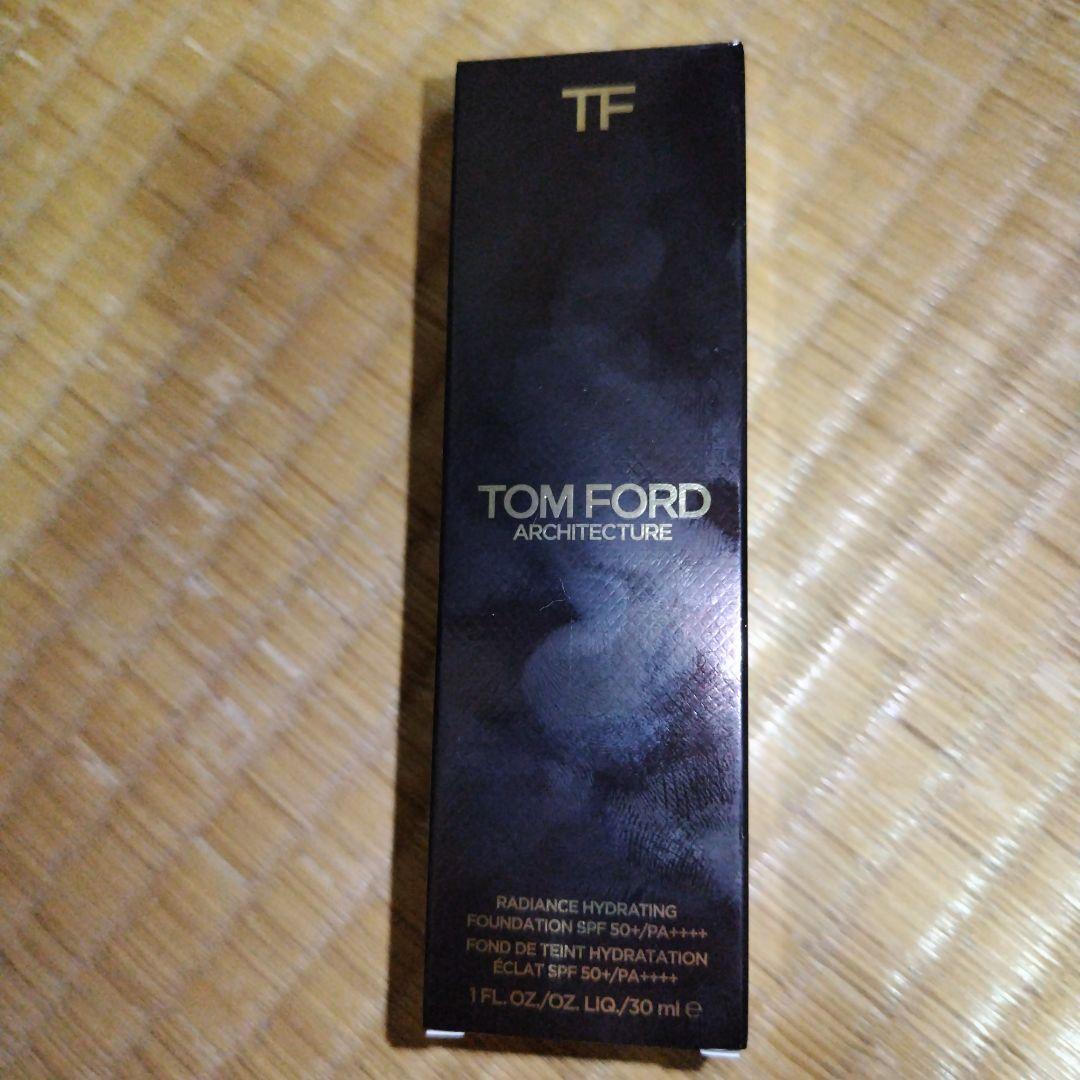 TF
TOM FORD
ARCHITECTURE
RADIANCE HYDRATING
FOUNDATION SPF 50+/PA++++
FOND DE TEINT HYDRATATION
ÉCLAT SPF 50+/PA++++
1 FL. OZ./OZ. LIQ./30 ml ℮